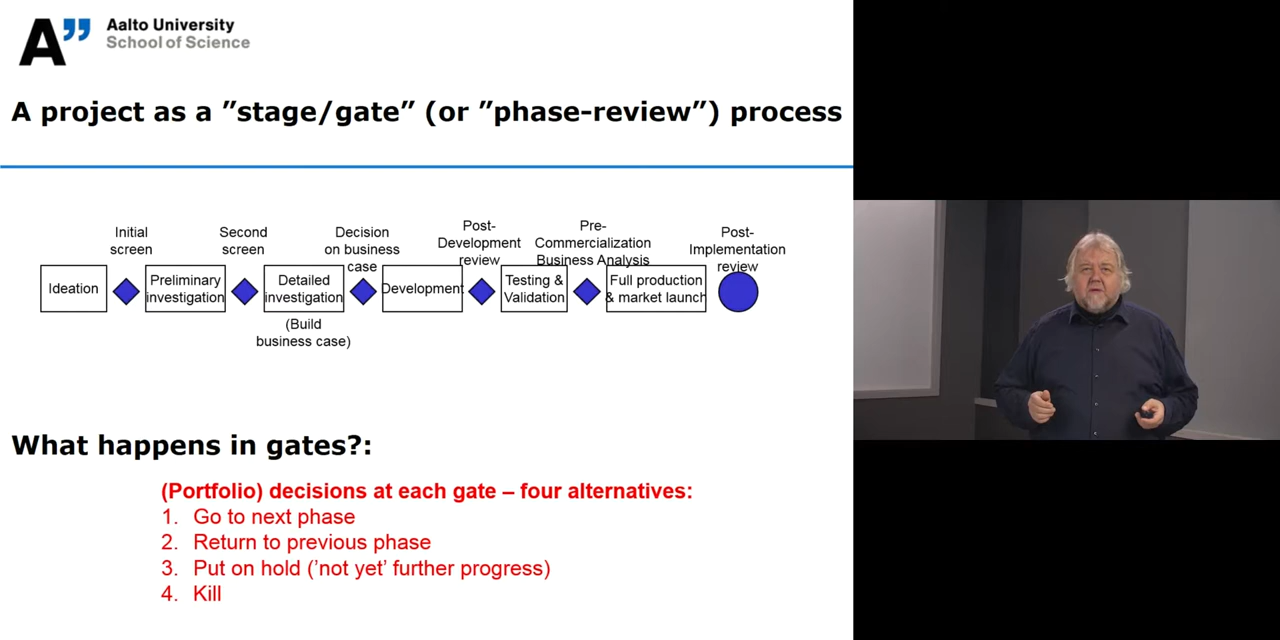 A”
Aalto University
School of Science
A project as a ”stage/gate” (or ”phase-review”) process
Initial
screen
Second
screen
Decision
on business
case
Post-
Development
review
Pre-
Commercialization
Business Analysis
Post-
Implementation
review
Ideation
Preliminary
investigation
Detailed
investigation
Development
Testing &
Validation
Full production
& market launch
(Build
business case)
What happens in gates?:
(Portfolio) decisions at each gate – four alternatives:
1. Go to next phase
2. Return to previous phase
3. Put on hold (’not yet’ further progress)
4. Kill